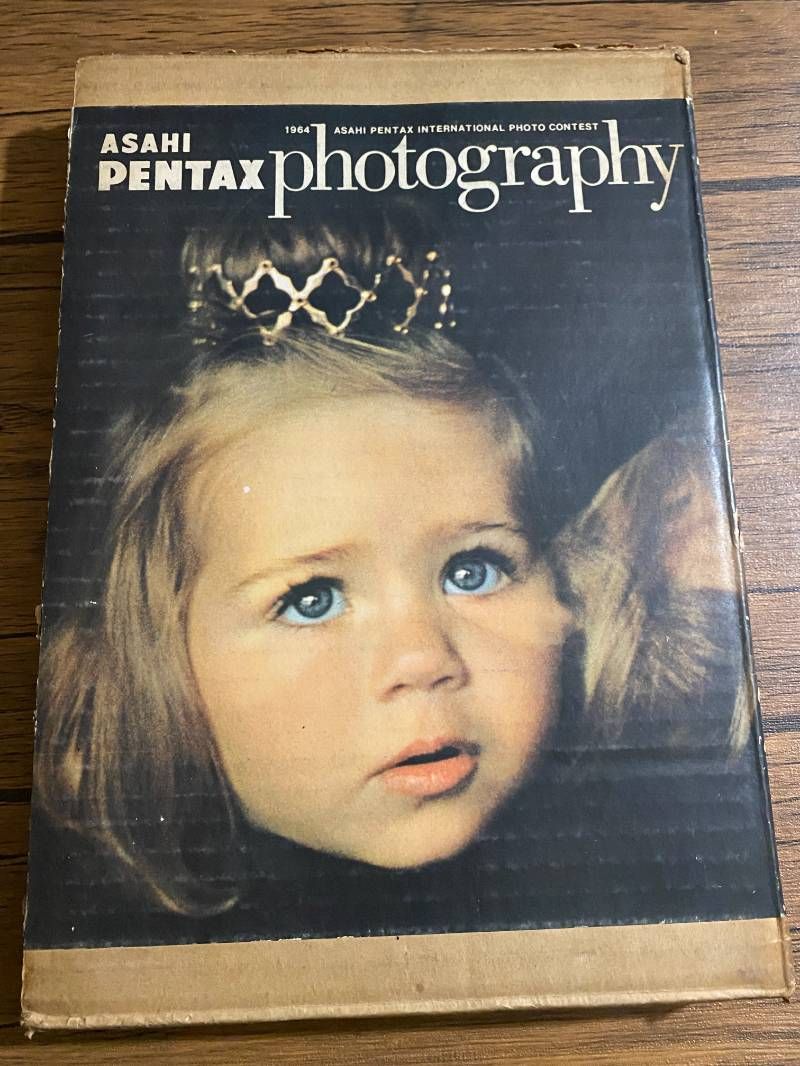 1964 ASAHI PENTAX INTERNATIONAL PHOTO CONTEST
ASAHI
PENTAX photography